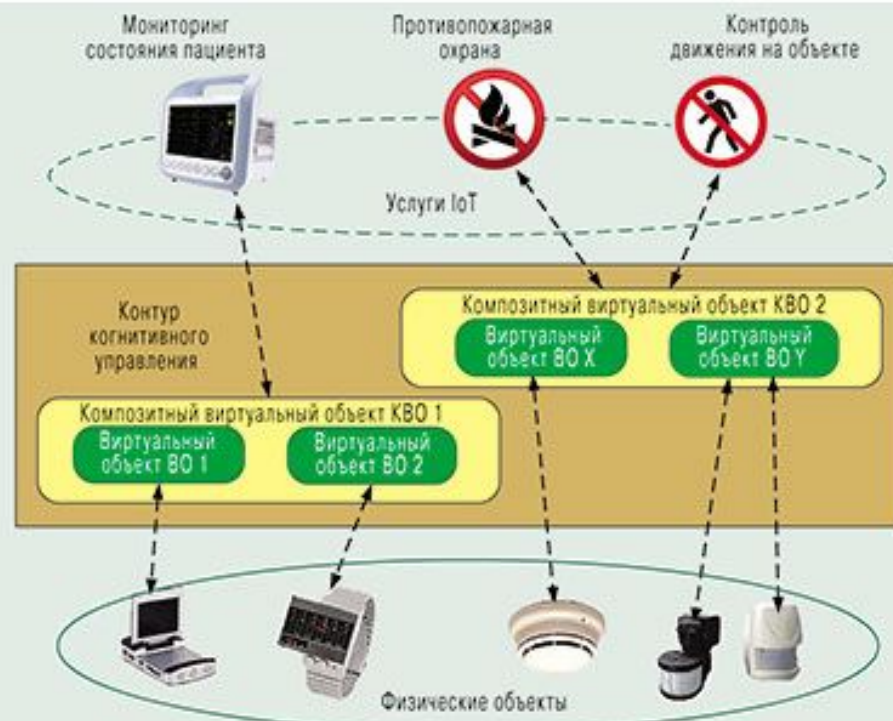 Мониторинг
состояния пациента
Противопожарная
охрана
Контроль
движения на объекте
Услуги IoT
Контур
когнитивного
управления
Композитный виртуальный объект КВО 2
Виртуальный
объект ВО X
Виртуальный
объект ВО Y
Композитный виртуальный объект КВО 1
Виртуальный
объект ВО 1
Виртуальный
объект ВО 2
Физические объекты